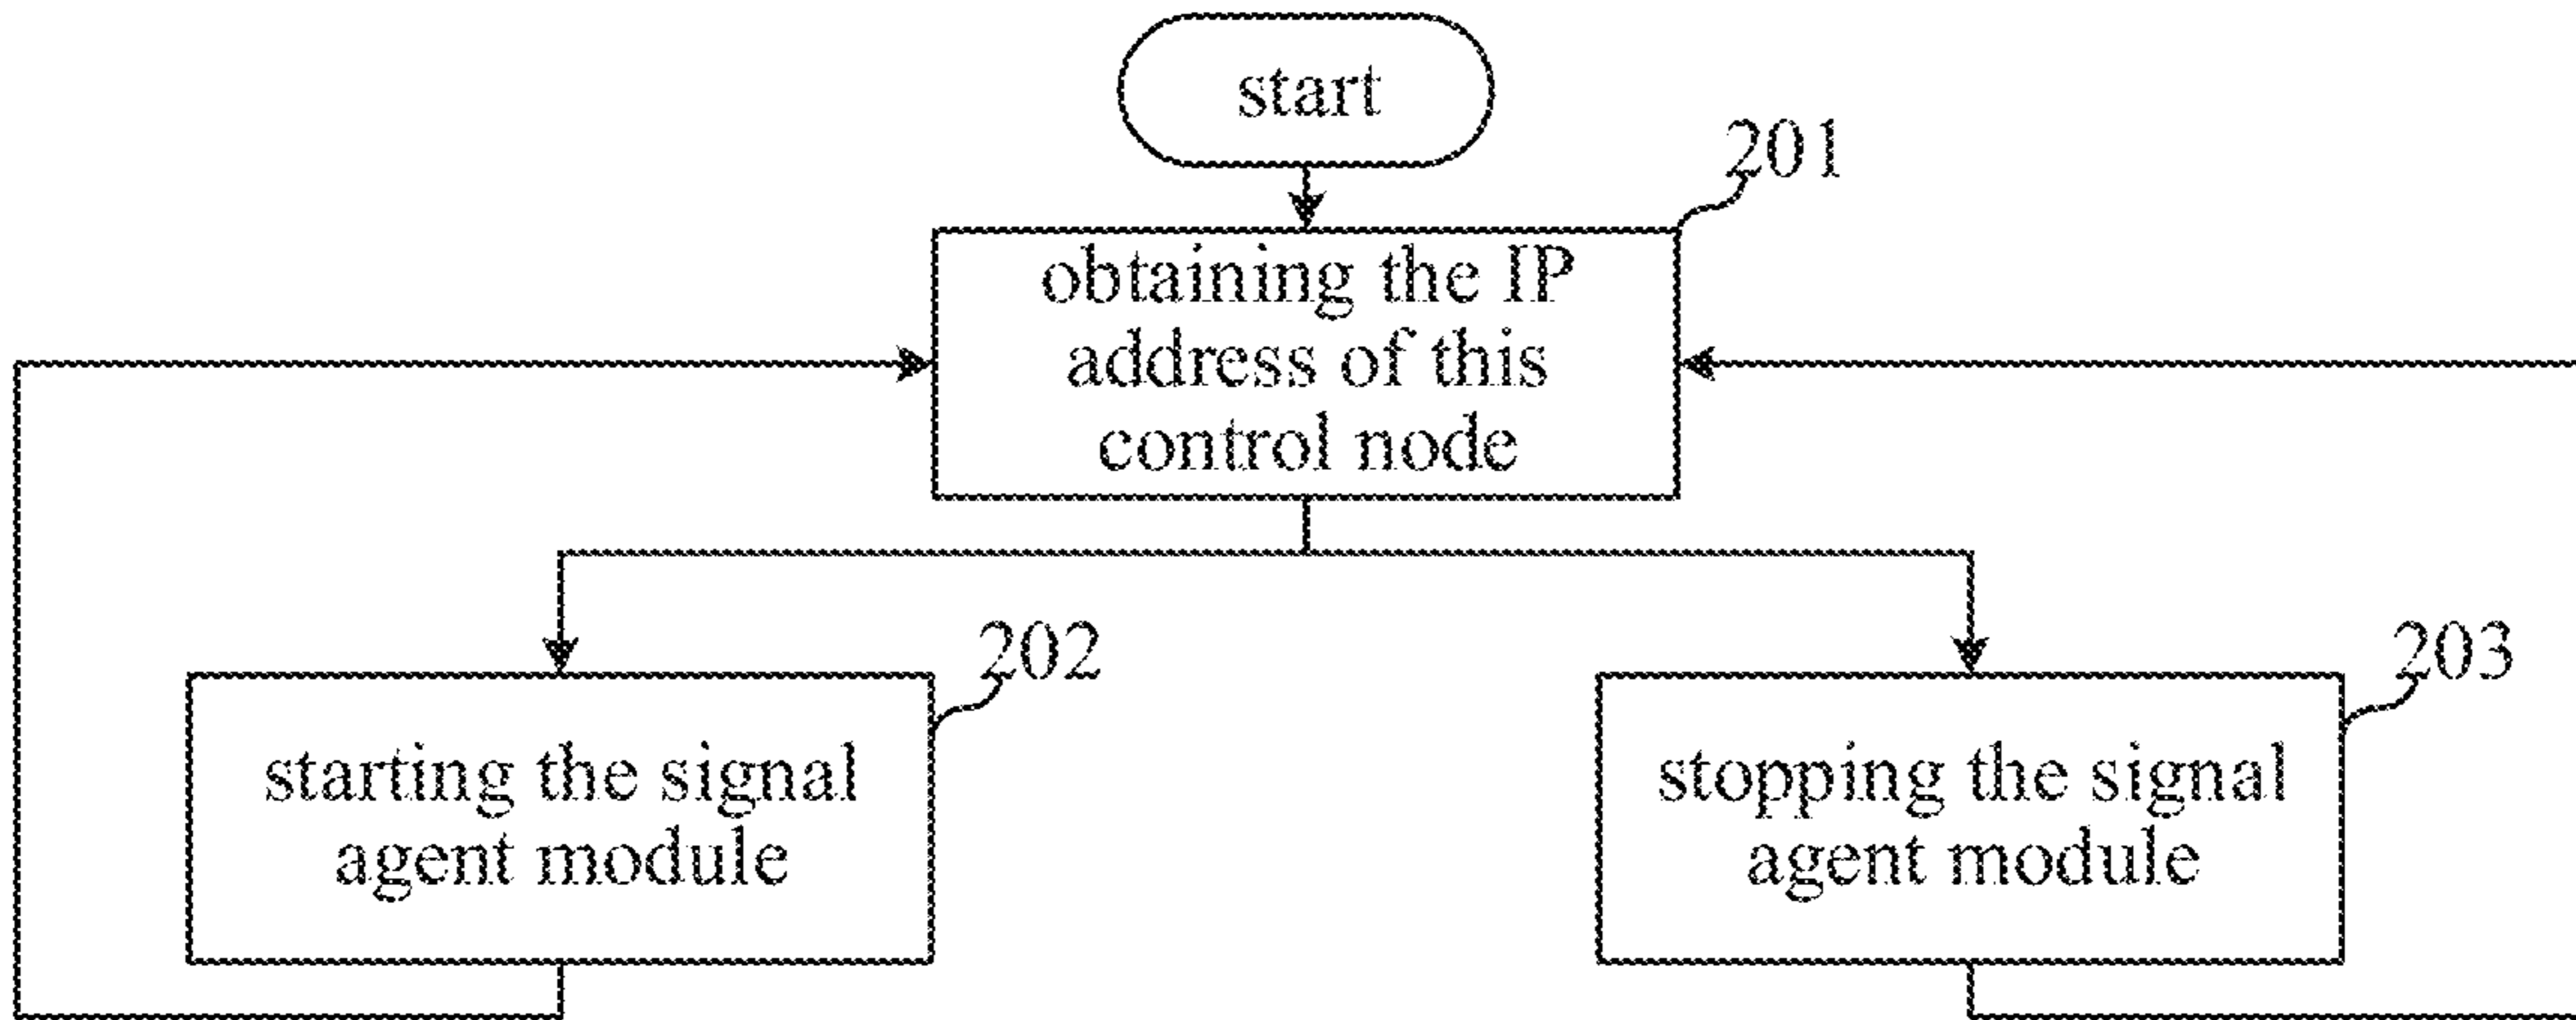 start
201
obtaining the IP
address of this
control node
202
203
starting the signal
agent module
stopping the signal
agent module